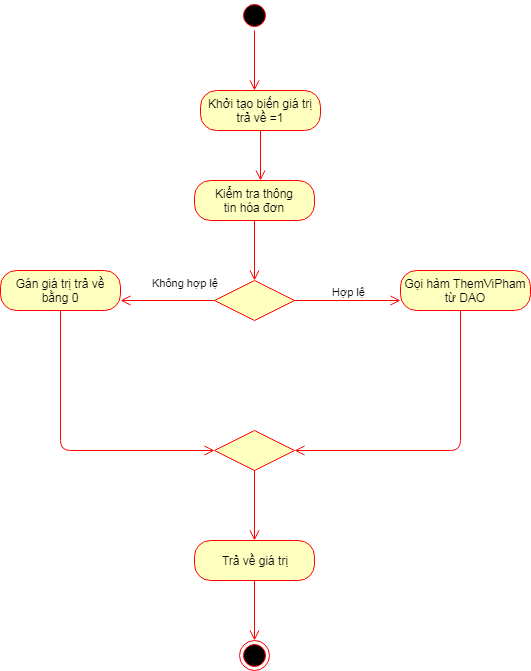 Khởi tạo biến giá trị
trả về =1
Kiểm tra thông
tin hóa đơn
Không hợp lệ
Hợp lệ
Gán giá trị trả về
bằng 0
Gọi hàm ThemViPham
từ DAO
Trả về giá trị